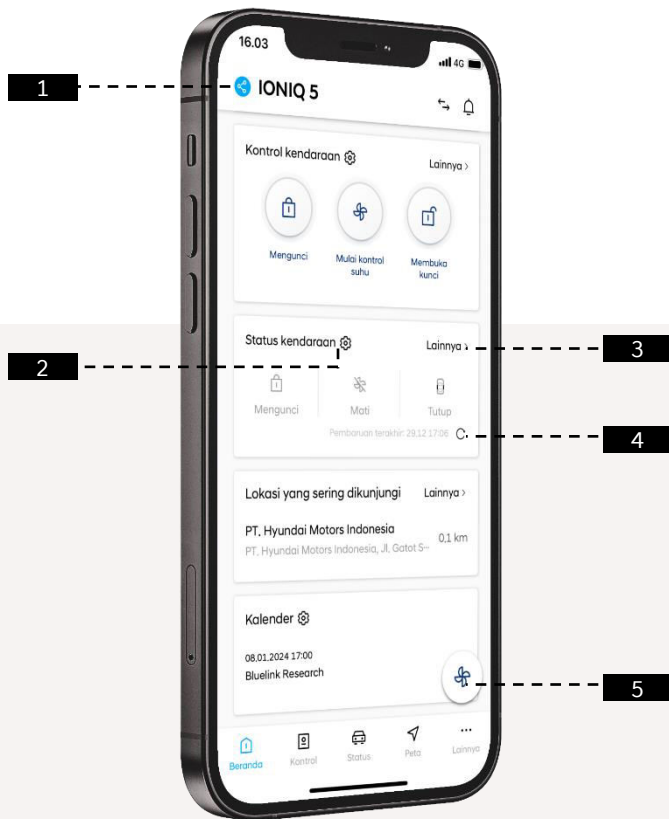 16.03
4G
1
IONIQ 5
Kontrol kendaraan
Lainnya >
Mengunci
Mulai kontrol
suhu
Membuka
kunci
2
Status kendaraan
Lainnya >
3
Mengunci
Mati
Tutup
Pembaruan terakhir: 29.12 17:06
4
Lokasi yang sering dikunjungi
Lainnya >
PT. Hyundai Motors Indonesia
0,1 km
PT. Hyundai Motors Indonesia, Jl. Gatot S--
Kalender
08.01.2024 17:00
Bluelink Research
5
Beranda
Kontrol
Status
Peta
Lainnya